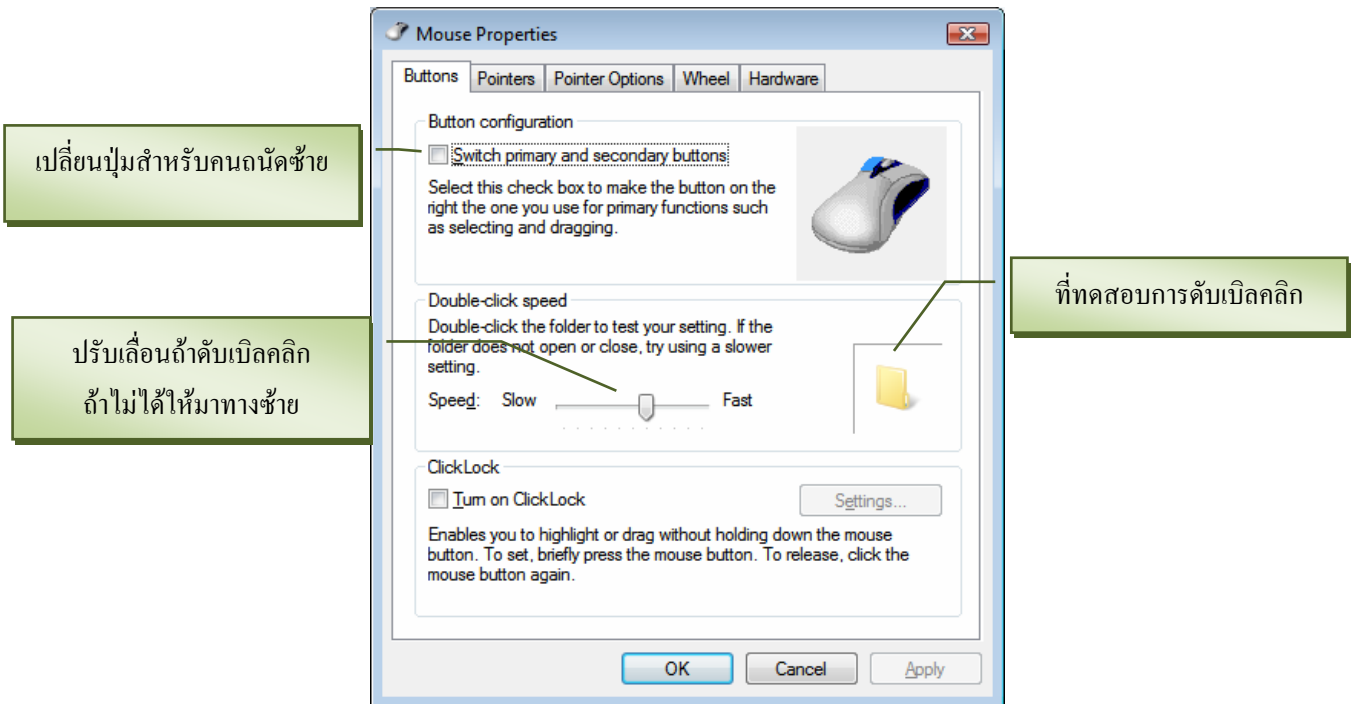 Mouse Properties
Buttons Pointers Pointer Options Wheel Hardware
Button configuration
Switch primary and secondary buttons
Select this check box to make the button on the
right the one you use for primary functions such
as selecting and dragging.
เปลี่ยนปุ่มสำหรับคนถนัดซ้าย
Double-click speed
Double-click the folder to test your setting. If the
folder does not open or close, try using a slower
setting.
Speed: Slow Fast
ที่ทดสอบการดับเบิลคลิก
ปรับเลื่อนถ้าดับเบิลคลิก
ถ้าไม่ได้ให้มาทางซ้าย
ClickLock
Turn on ClickLock Settings...
Enables you to highlight or drag without holding down the mouse
button. To set, briefly press the mouse button. To release, click the
mouse button again.
OK Cancel Apply